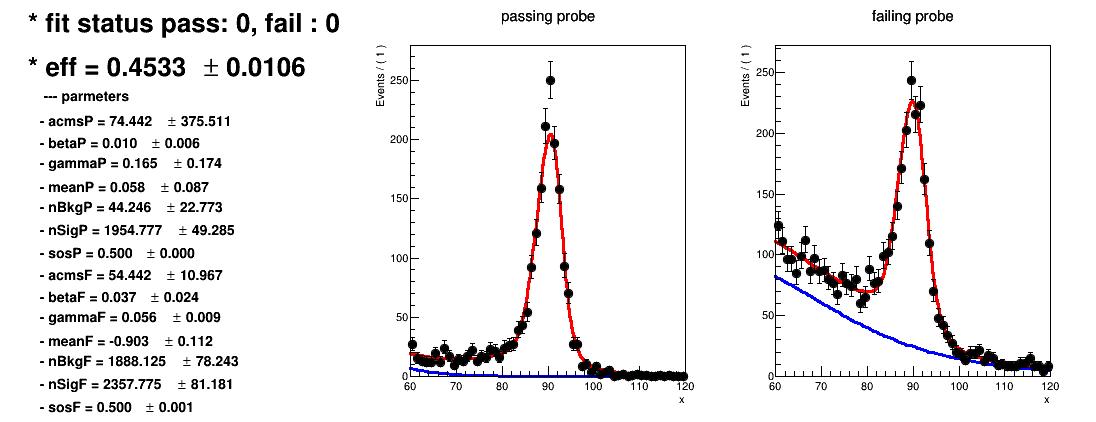 * fit status pass: 0, fail : 0
* eff = 0.4533 ± 0.0106
--- parmeters
- acmsP = 74.442 ± 375.511
- betaP = 0.010 ± 0.006
- gammaP = 0.165 ± 0.174
- meanP = 0.058 ± 0.087
- nBkgP = 44.246 ± 22.773
- nSigP = 1954.777 ± 49.285
- sosP = 0.500 ± 0.000
- acmsF = 54.442 ± 10.967
- betaF = 0.037 ± 0.024
- gammaF = 0.056 ± 0.009
- meanF = -0.903 ± 0.112
- nBkgF = 1888.125 ± 78.243
- nSigF = 2357.775 ± 81.181
- sosF = 0.500 ± 0.001
passing probe
Events / ( 1 )
250
200
150
100
50
0
60 70 80 90 100 110 120
x
failing probe
Events / ( 1 )
250
200
150
100
50
0
60 70 80 90 100 110 120
x